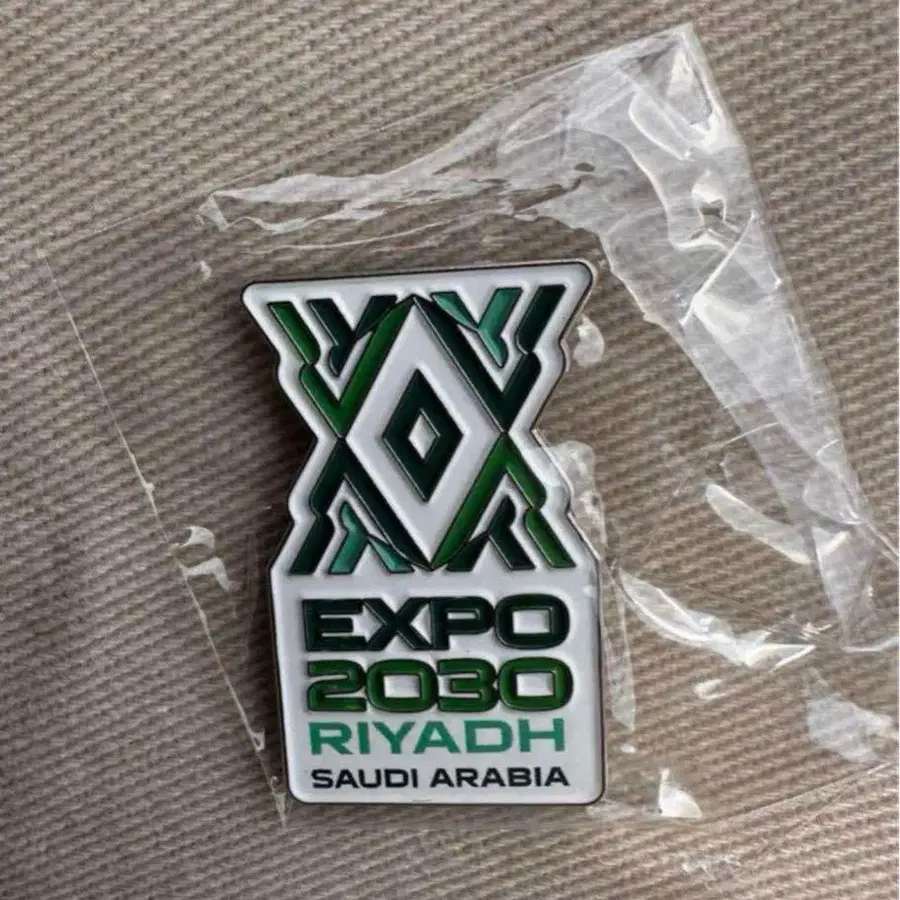 EXPO
2030
RIYADH
SAUDI ARABIA